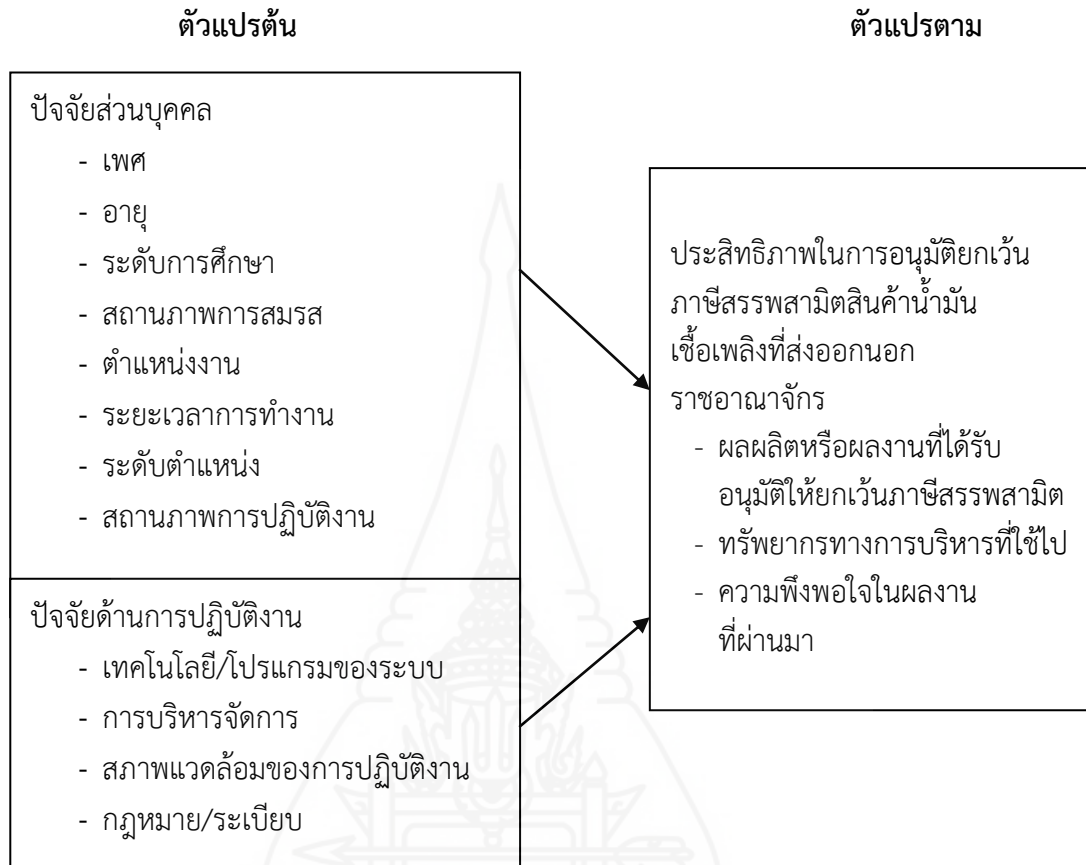 ตัวแปรต้น
ตัวแปรตาม
ปัจจัยส่วนบุคคล
- เพศ
- อายุ
- ระดับการศึกษา
- สถานภาพการสมรส
- ตำแหน่งงาน
- ระยะเวลาการทำงาน
- ระดับตำแหน่ง
- สถานภาพการปฏิบัติงาน
ปัจจัยด้านการปฏิบัติงาน
- เทคโนโลยี/โปรแกรมของระบบ
- การบริหารจัดการ
- สภาพแวดล้อมของการปฏิบัติงาน
- กฎหมาย/ระเบียบ
ประสิทธิภาพในการอนุมัติยกเว้น
ภาษีสรรพสามิตสินค้าน้ำมัน
เชื้อเพลิงที่ส่งออกนอก
ราชอาณาจักร
- ผลผลิตหรือผลงานที่ได้รับ
อนุมัติให้ยกเว้นภาษีสรรพสามิต
- ทรัพยากรทางการบริหารที่ใช้ไป
- ความพึงพอใจในผลงาน
ที่ผ่านมา